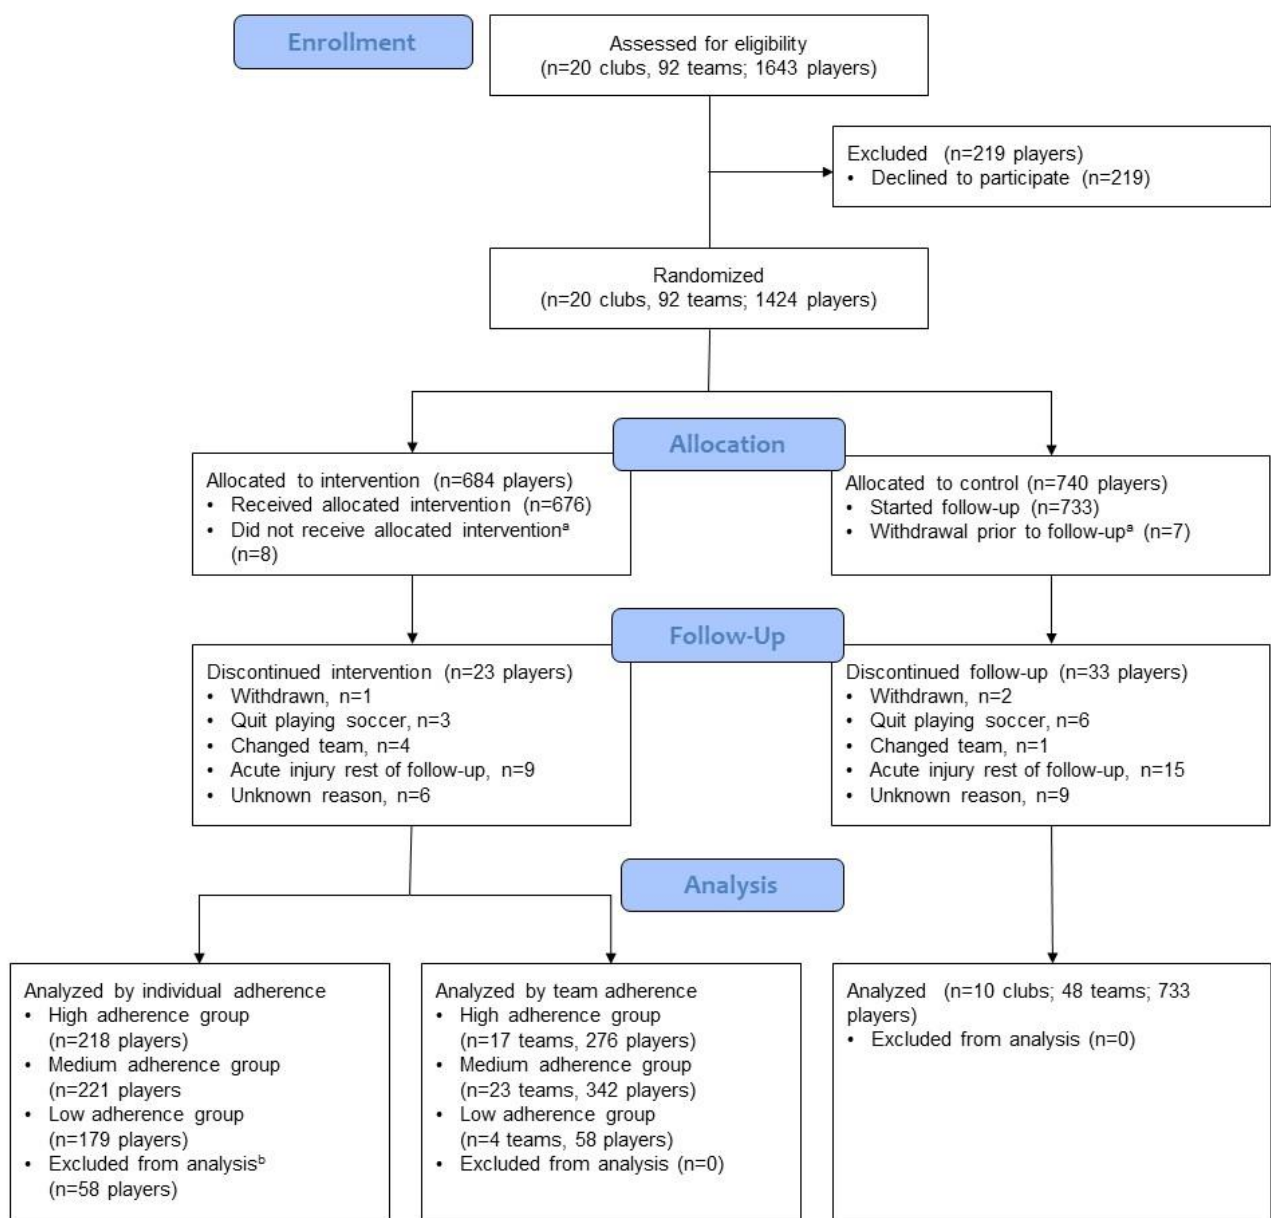 Enrollment
Assessed for eligibility
(n=20 clubs, 92 teams; 1643 players)
Excluded (n=219 players)
• Declined to participate (n=219)
Randomized
(n=20 clubs, 92 teams; 1424 players)
Allocation
Allocated to intervention (n=684 players)
• Received allocated intervention (n=676)
• Did not receive allocated interventionᵃ
(n=8)
Allocated to control (n=740 players)
• Started follow-up (n=733)
• Withdrawal prior to follow-upᵃ (n=7)
Follow-Up
Discontinued intervention (n=23 players)
• Withdrawn, n=1
• Quit playing soccer, n=3
• Changed team, n=4
• Acute injury rest of follow-up, n=9
• Unknown reason, n=6
Discontinued follow-up (n=33 players)
• Withdrawn, n=2
• Quit playing soccer, n=6
• Changed team, n=1
• Acute injury rest of follow-up, n=15
• Unknown reason, n=9
Analysis
Analyzed by individual adherence
• High adherence group
(n=218 players)
• Medium adherence group
(n=221 players
• Low adherence group
(n=179 players)
• Excluded from analysisᵇ
(n=58 players)
Analyzed by team adherence
• High adherence group
(n=17 teams, 276 players)
• Medium adherence group
(n=23 teams, 342 players)
• Low adherence group
(n=4 teams, 58 players)
• Excluded from analysis (n=0)
Analyzed (n=10 clubs; 48 teams; 733
players)
• Excluded from analysis (n=0)